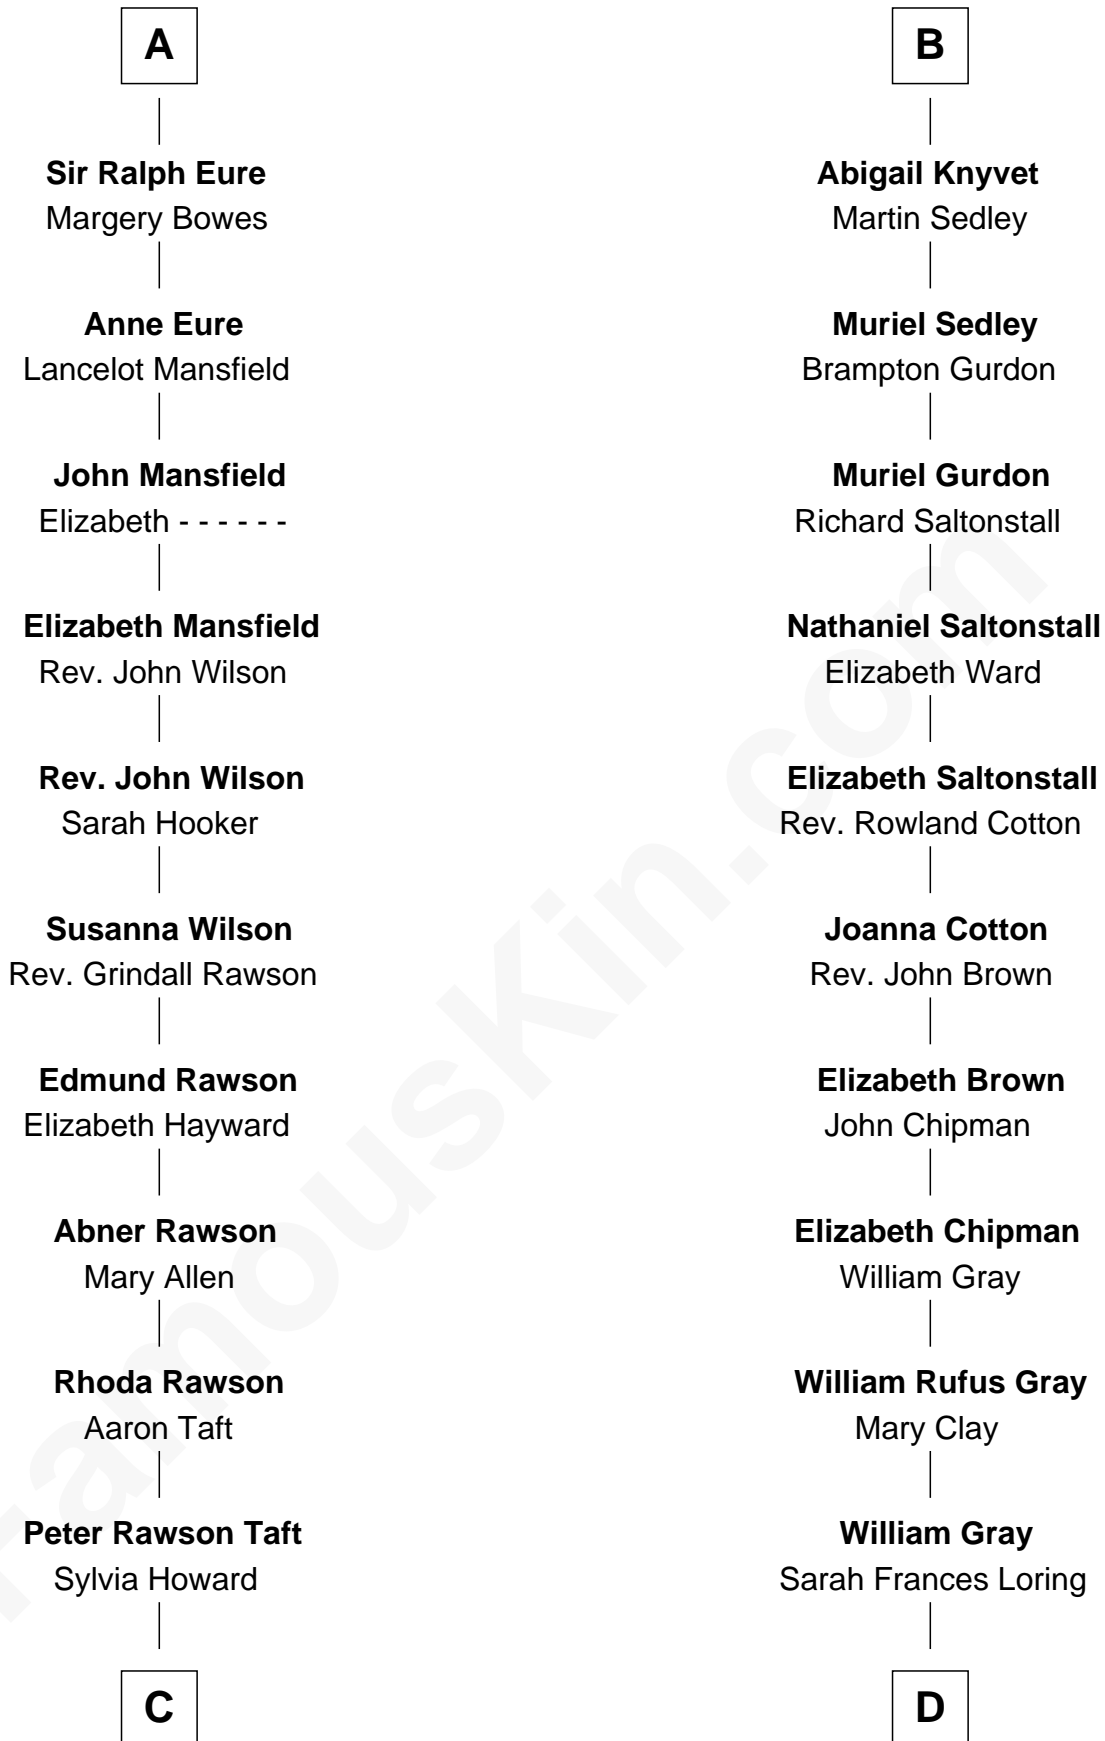 A
Sir Ralph Eure
Margery Bowes
Anne Eure
Lancelot Mansfield
John Mansfield
Elizabeth - - - - - -
Elizabeth Mansfield
Rev. John Wilson
Rev. John Wilson
Sarah Hooker
Susanna Wilson
Rev. Grindall Rawson
Edmund Rawson
Elizabeth Hayward
Abner Rawson
Mary Allen
Rhoda Rawson
Aaron Taft
Peter Rawson Taft
Sylvia Howard
C
B
Abigail Knyvet
Martin Sedley
Muriel Sedley
Brampton Gurdon
Muriel Gurdon
Richard Saltonstall
Nathaniel Saltonstall
Elizabeth Ward
Elizabeth Saltonstall
Rev. Rowland Cotton
Joanna Cotton
Rev. John Brown
Elizabeth Brown
John Chipman
Elizabeth Chipman
William Gray
William Rufus Gray
Mary Clay
William Gray
Sarah Frances Loring
D
FamousKin.com